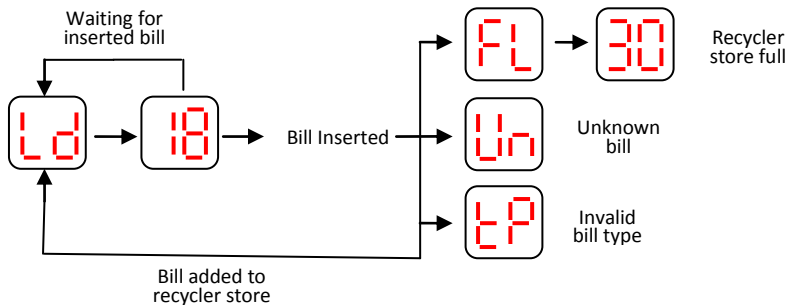 Waiting for
inserted bill
Ld
18
Bill Inserted
FL
30
Recycler
store full
Un
Unknown
bill
tP
Invalid
bill type
Bill added to
recycler store